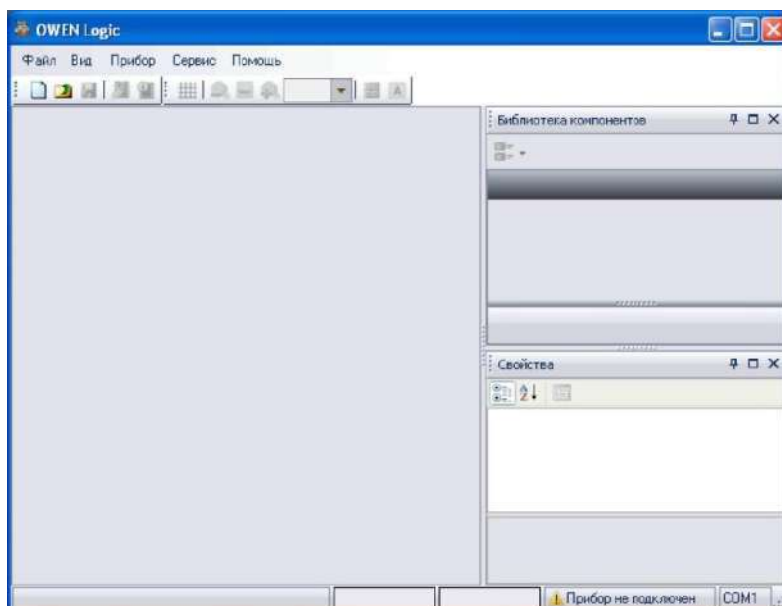 OWEN Logic
Файл Вид Прибор Сервис Помощь
A
Библиотека компонентов
Свойства
A
Z
Прибор не подключен COM1